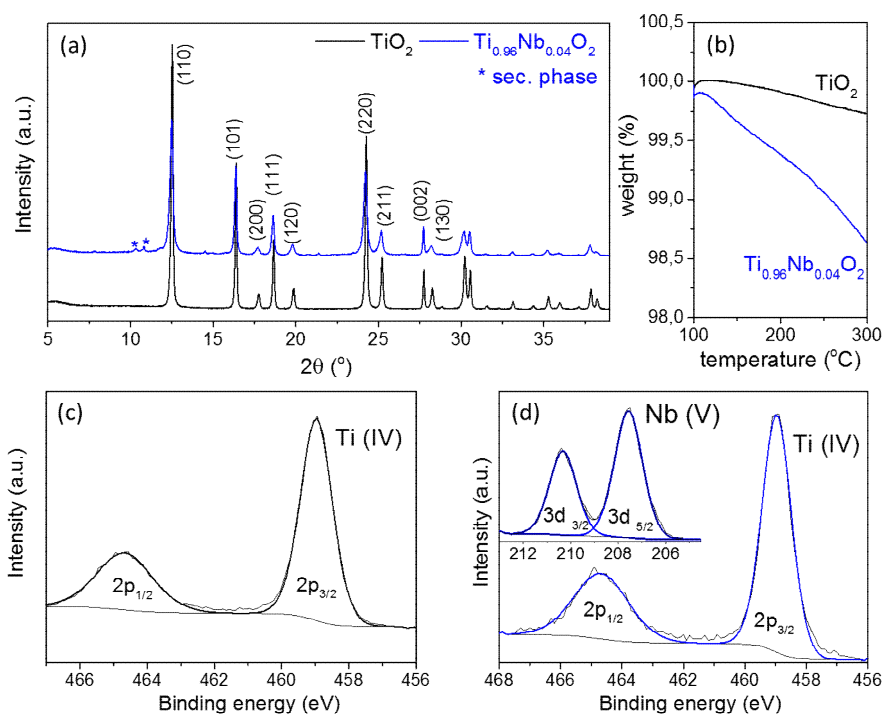 (a)
TiO₂
Ti₀.₉₆Nb₀.₀₄O₂
* sec. phase
(110)
(101)
(200)
(111)
(120)
(220)
(211)
(002)
(130)
* *
Intensity (a.u.)
5 10 15 20 25 30 35
2θ (°)
(b)
100,5
100,0
99,5
99,0
98,5
98,0
weight (%)
TiO₂
Ti₀.₉₆Nb₀.₀₄O₂
100 200 300
temperature (°C)
(c)
Ti (IV)
2p₁/₂
2p₃/₂
Intensity (a.u.)
466 464 462 460 458 456
Binding energy (eV)
(d)
Nb (V)
Ti (IV)
3d ₃/₂
3d ₅/₂
212 210 208 206
2p₁/₂
2p₃/₂
Intensity (a.u.)
468 466 464 462 460 458 456
Binding energy (eV)